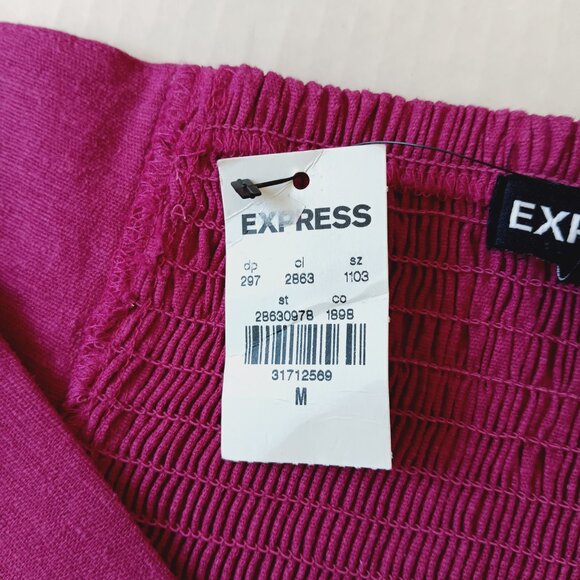 EXPRESS
dp cl sz
297 2863 1103
st co
28630978 1898
31712569
M
EXP